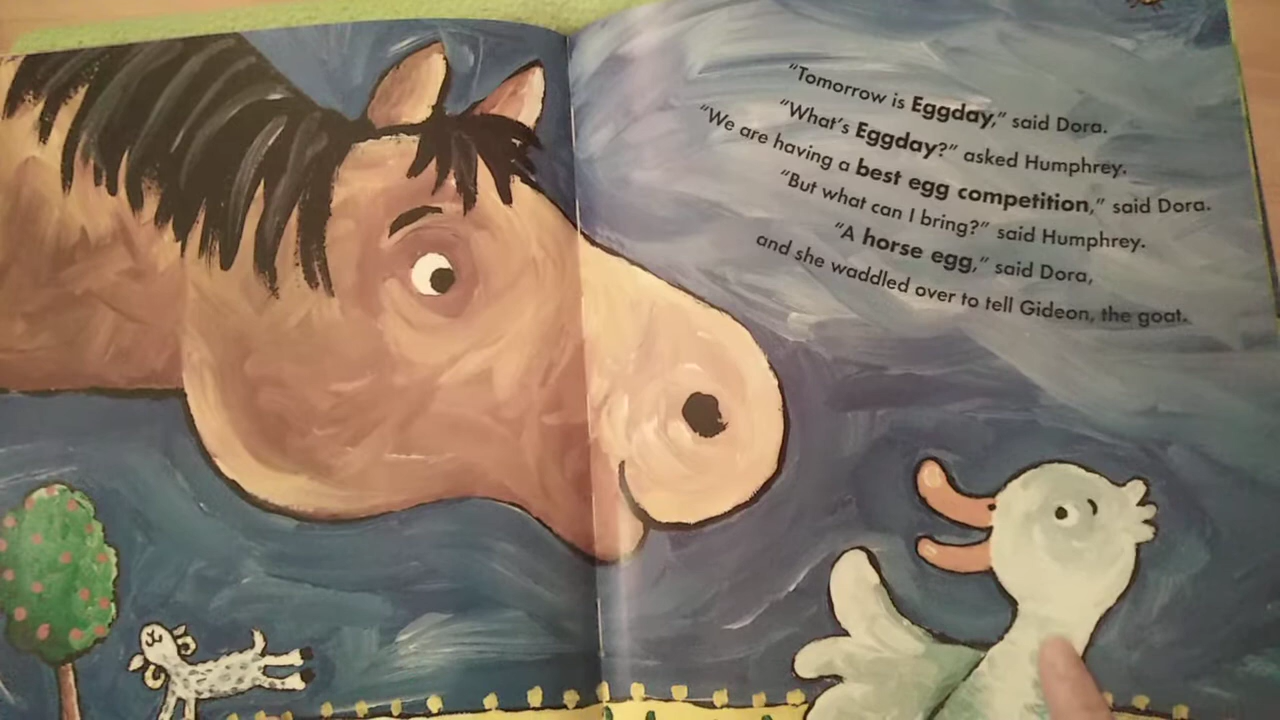 “Tomorrow is Eggday,” said Dora.
“What’s Eggday?” asked Humphrey.
“We are having a best egg competition,” said Dora.
“But what can I bring?” said Humphrey.
“A horse egg,” said Dora,
and she waddled over to tell Gideon, the goat.